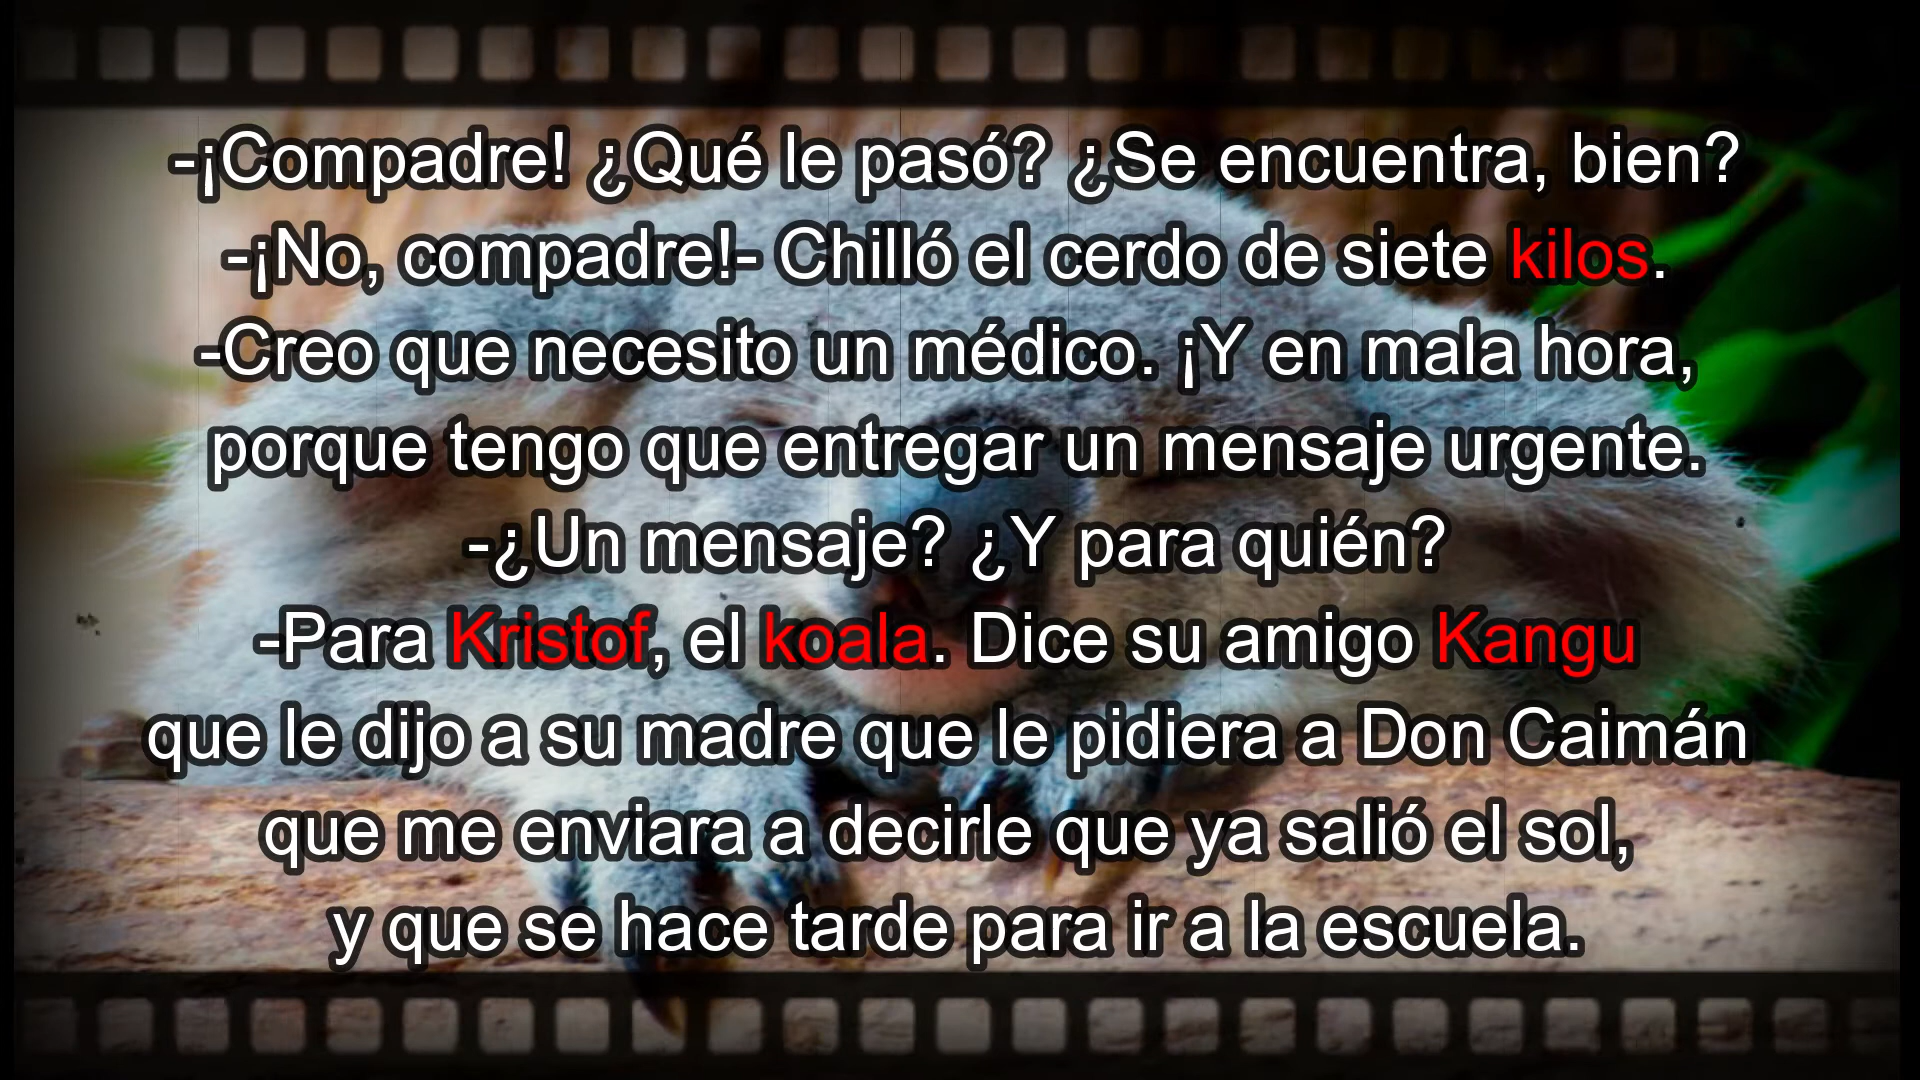 -¡Compadre! ¿Qué le pasó? ¿Se encuentra, bien?
-¡No, compadre!- Chilló el cerdo de siete kilos.
-Creo que necesito un médico. ¡Y en mala hora,
porque tengo que entregar un mensaje urgente.
-¿Un mensaje? ¿Y para quién?
-Para Kristof, el koala. Dice su amigo Kangu
que le dijo a su madre que le pidiera a Don Caimán
que me enviara a decirle que ya salió el sol,
y que se hace tarde para ir a la escuela.